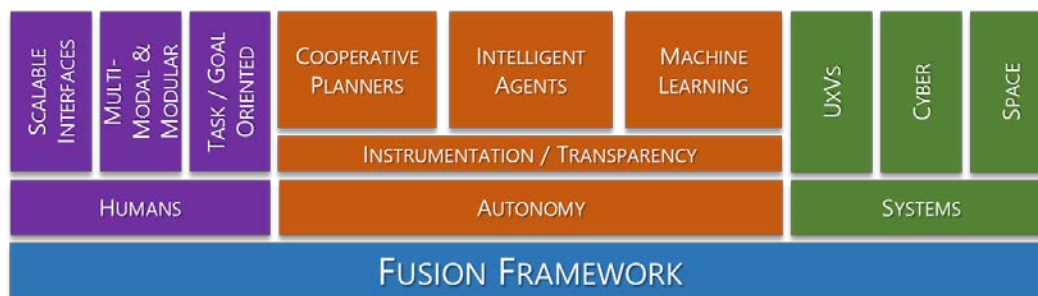 SCALABLE
INTERFACES
MULTI-
MODAL &
MODULAR
TASK / GOAL
ORIENTED
COOPERATIVE
PLANNERS
INTELLIGENT
AGENTS
MACHINE
LEARNING
UXVS
CYBER
SPACE
INSTRUMENTATION / TRANSPARENCY
HUMANS
AUTONOMY
SYSTEMS
FUSION FRAMEWORK